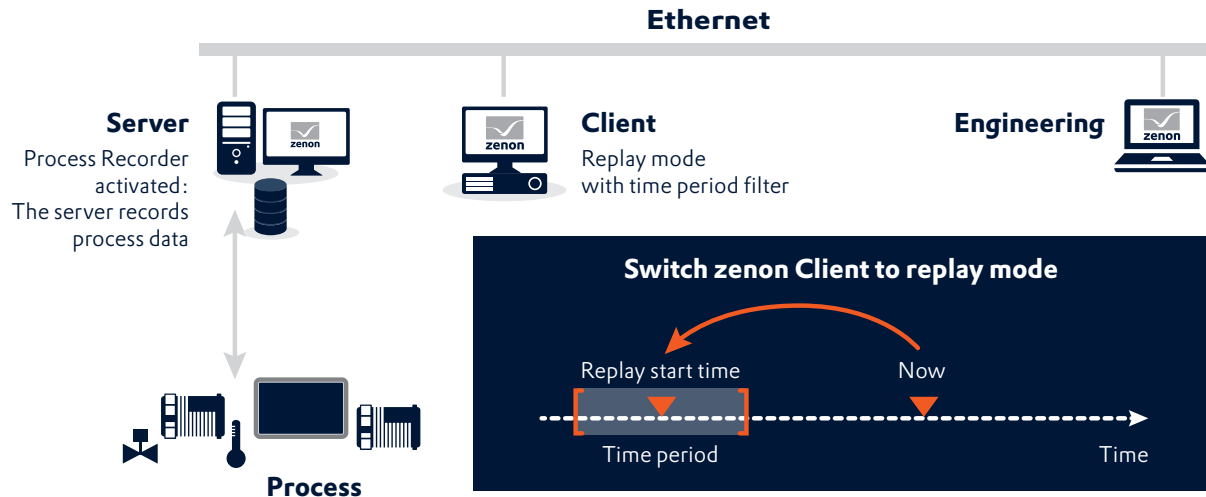 Ethernet
Server
Process Recorder
activated:
The server records
process data
zenon
zenon
Client
Replay mode
with time period filter
Engineering
zenon
Switch zenon Client to replay mode
Replay start time
Now
Time period
Time
Process